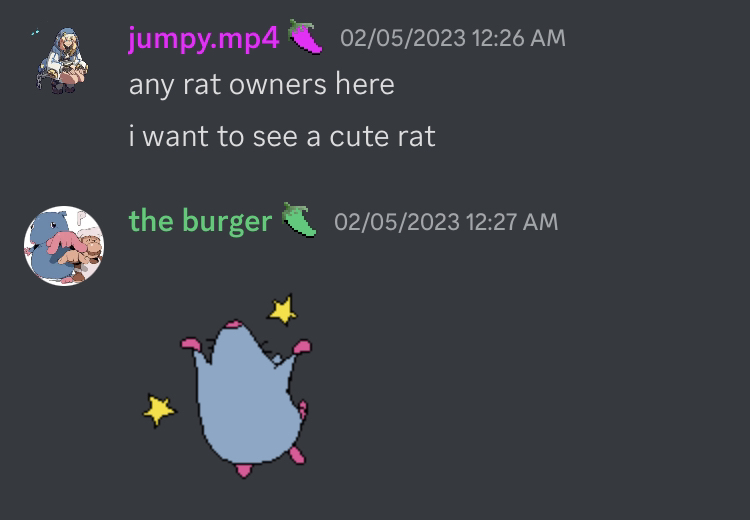 jumpy.mp4 02/05/2023 12:26 AM
any rat owners here
i want to see a cute rat
the burger 02/05/2023 12:27 AM